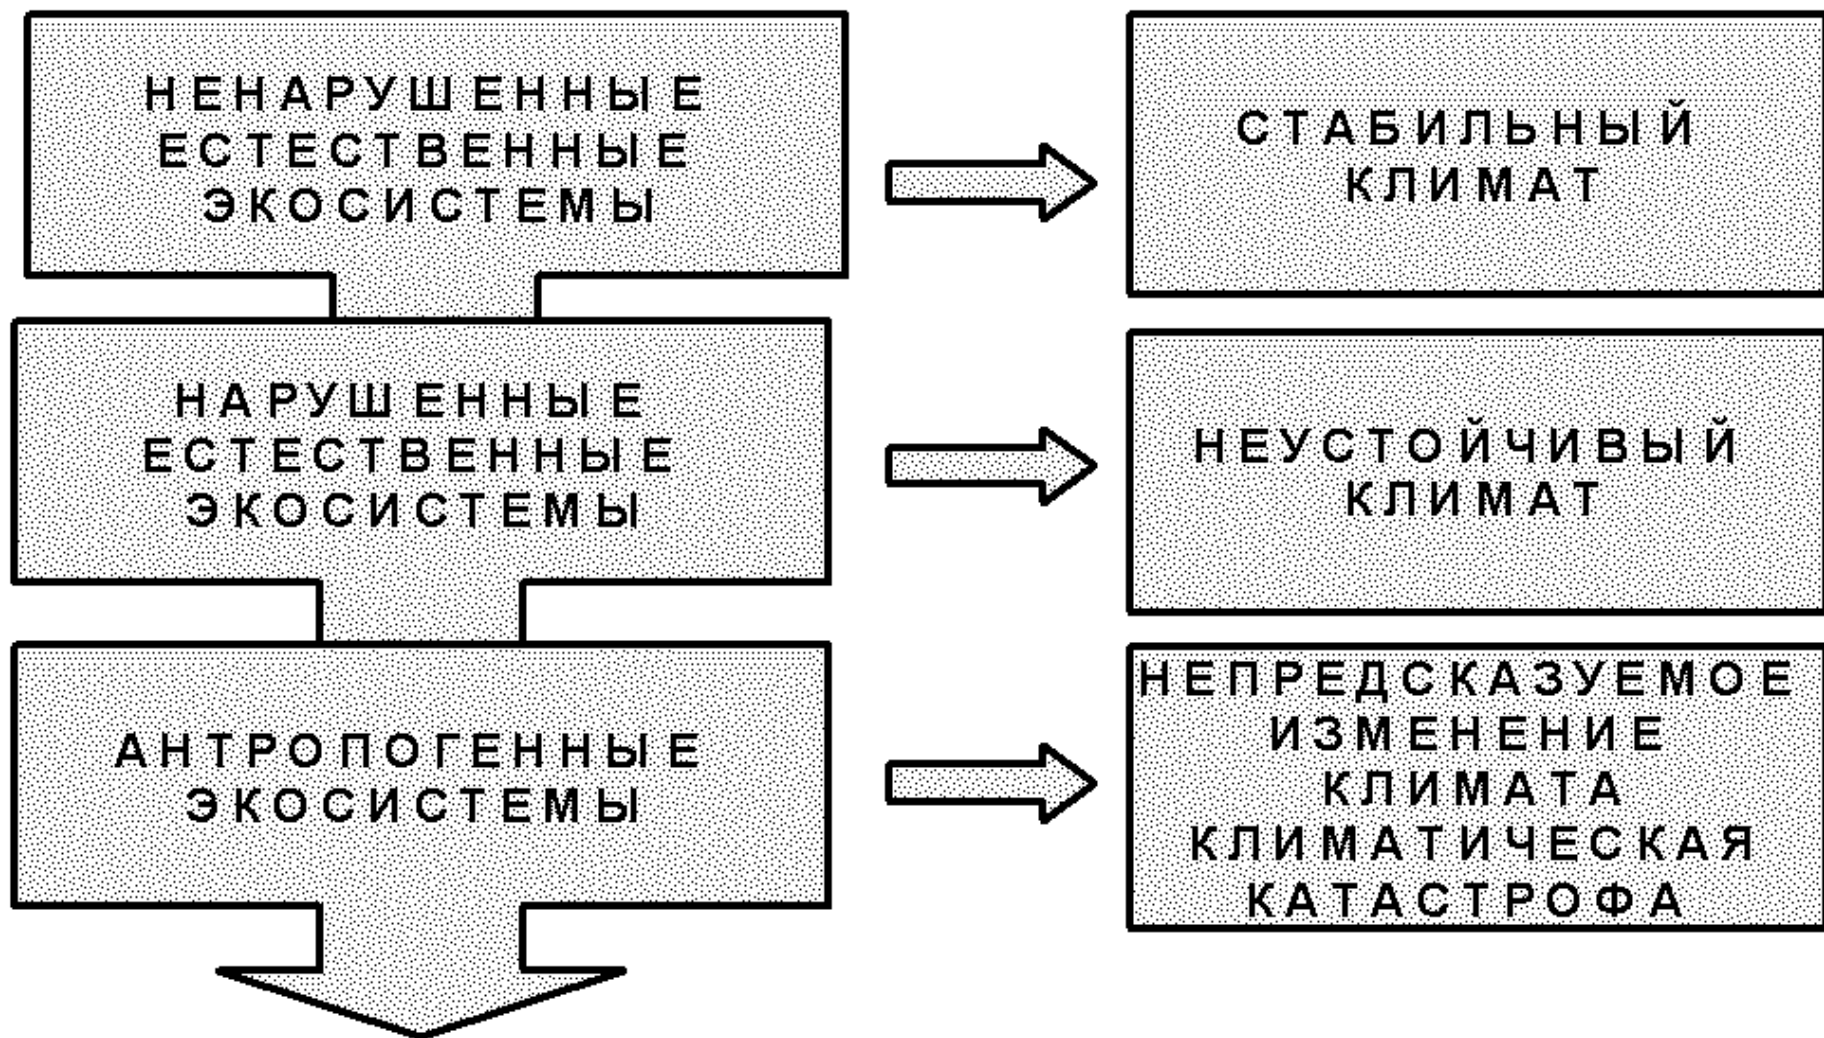 НЕНАРУШЕННЫЕ
ЕСТЕСТВЕННЫЕ
ЭКОСИСТЕМЫ
СТАБИЛЬНЫЙ
КЛИМАТ
НАРУШЕННЫЕ
ЕСТЕСТВЕННЫЕ
ЭКОСИСТЕМЫ
НЕУСТОЙЧИВЫЙ
КЛИМАТ
АНТРОПОГЕННЫЕ
ЭКОСИСТЕМЫ
НЕПРЕДСКАЗУЕМОЕ
ИЗМЕНЕНИЕ
КЛИМАТА
КЛИМАТИЧЕСКАЯ
КАТАСТРОФА